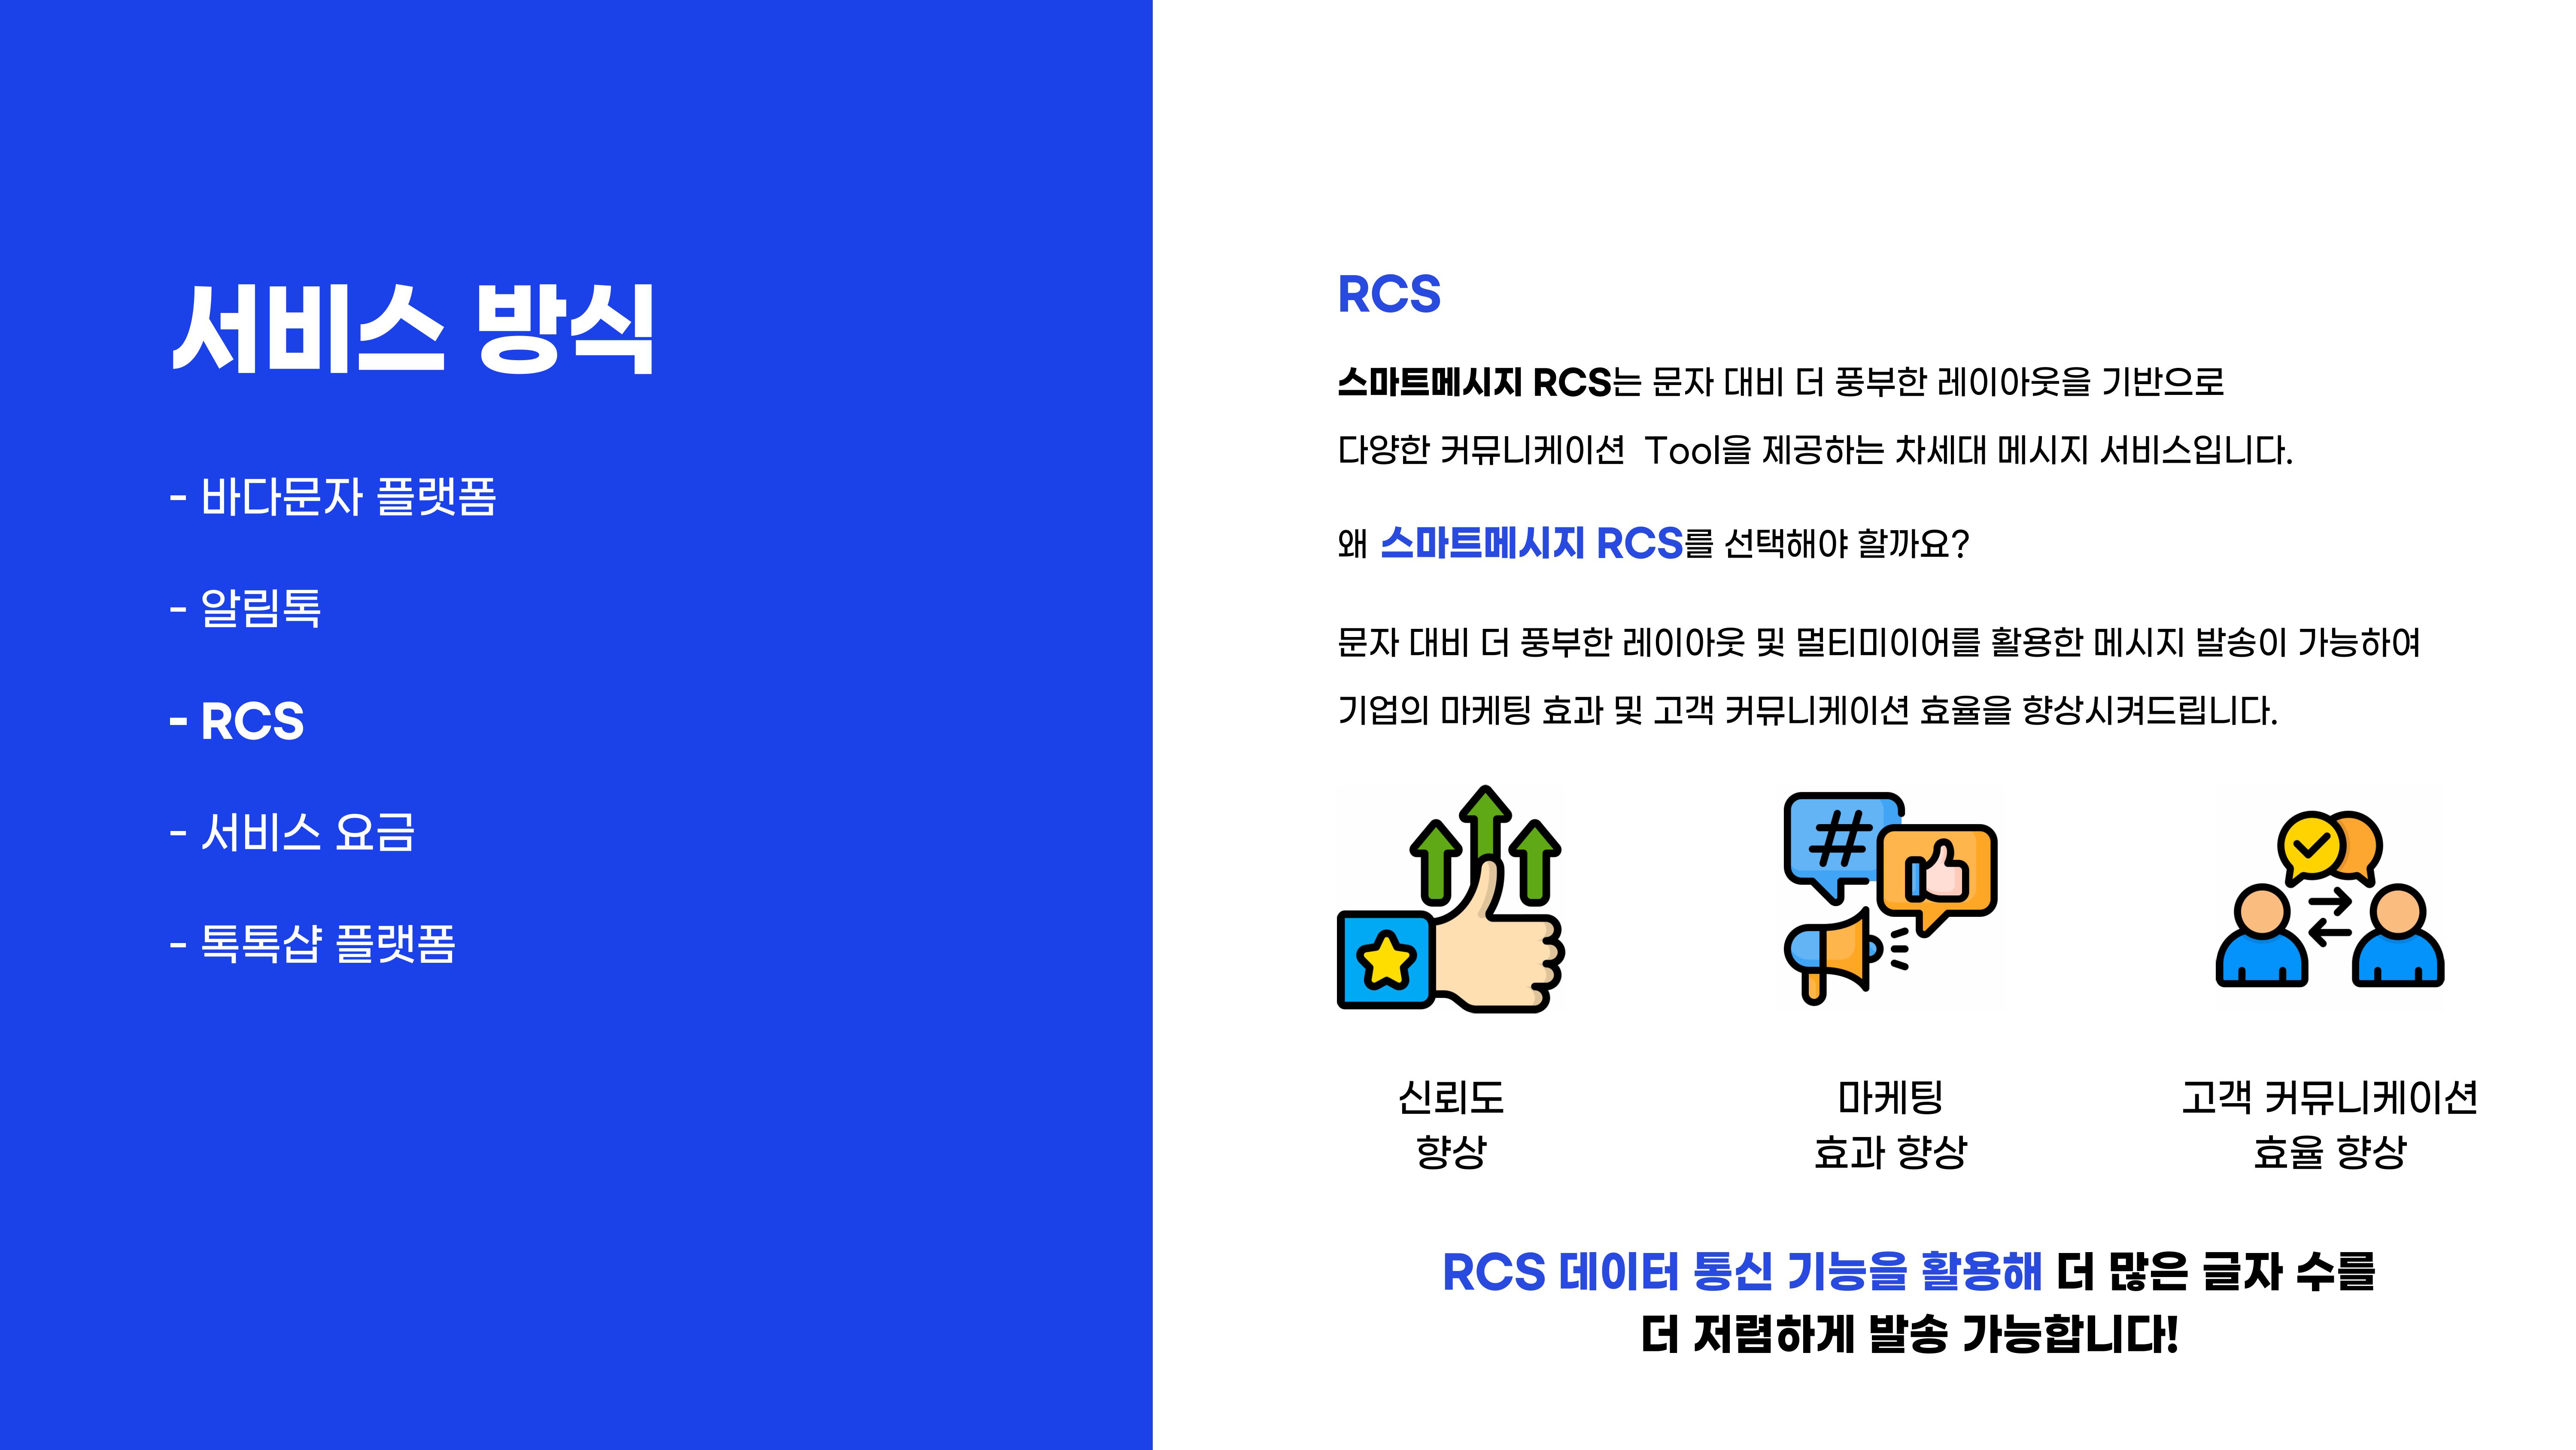 서비스 방식
- 바다문자 플랫폼
- 알림톡
- RCS
- 서비스 요금
- 톡톡샵 플랫폼
RCS
스마트메시지 RCS는 문자 대비 더 풍부한 레이아웃을 기반으로
다양한 커뮤니케이션 Tool을 제공하는 차세대 메시지 서비스입니다.
왜 스마트메시지 RCS를 선택해야 할까요?
문자 대비 더 풍부한 레이아웃 및 멀티미이어를 활용한 메시지 발송이 가능하여
기업의 마케팅 효과 및 고객 커뮤니케이션 효율을 향상시켜드립니다.
#
신뢰도
향상
마케팅
효과 향상
고객 커뮤니케이션
효율 향상
RCS 데이터 통신 기능을 활용해 더 많은 글자 수를
더 저렴하게 발송 가능합니다!